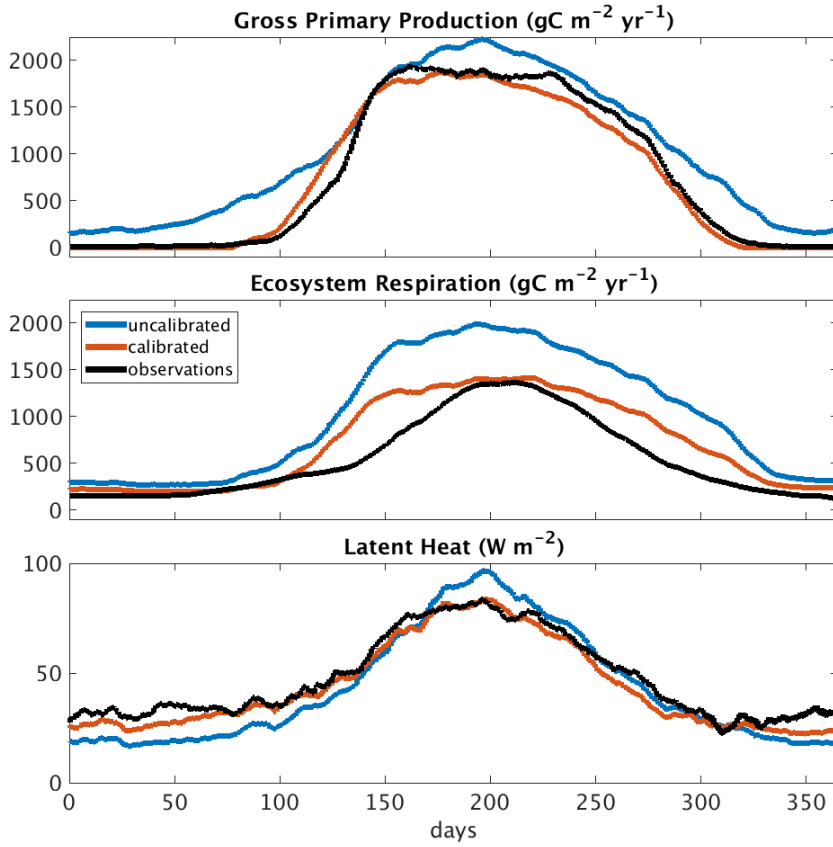 Gross Primary Production (gC m⁻² yr⁻¹)
2000
1500
1000
500
0
Ecosystem Respiration (gC m⁻² yr⁻¹)
2000
1500
1000
500
0
uncalibrated
calibrated
observations
Latent Heat (W m⁻²)
100
50
0
0 50 100 150 200 250 300 350
days